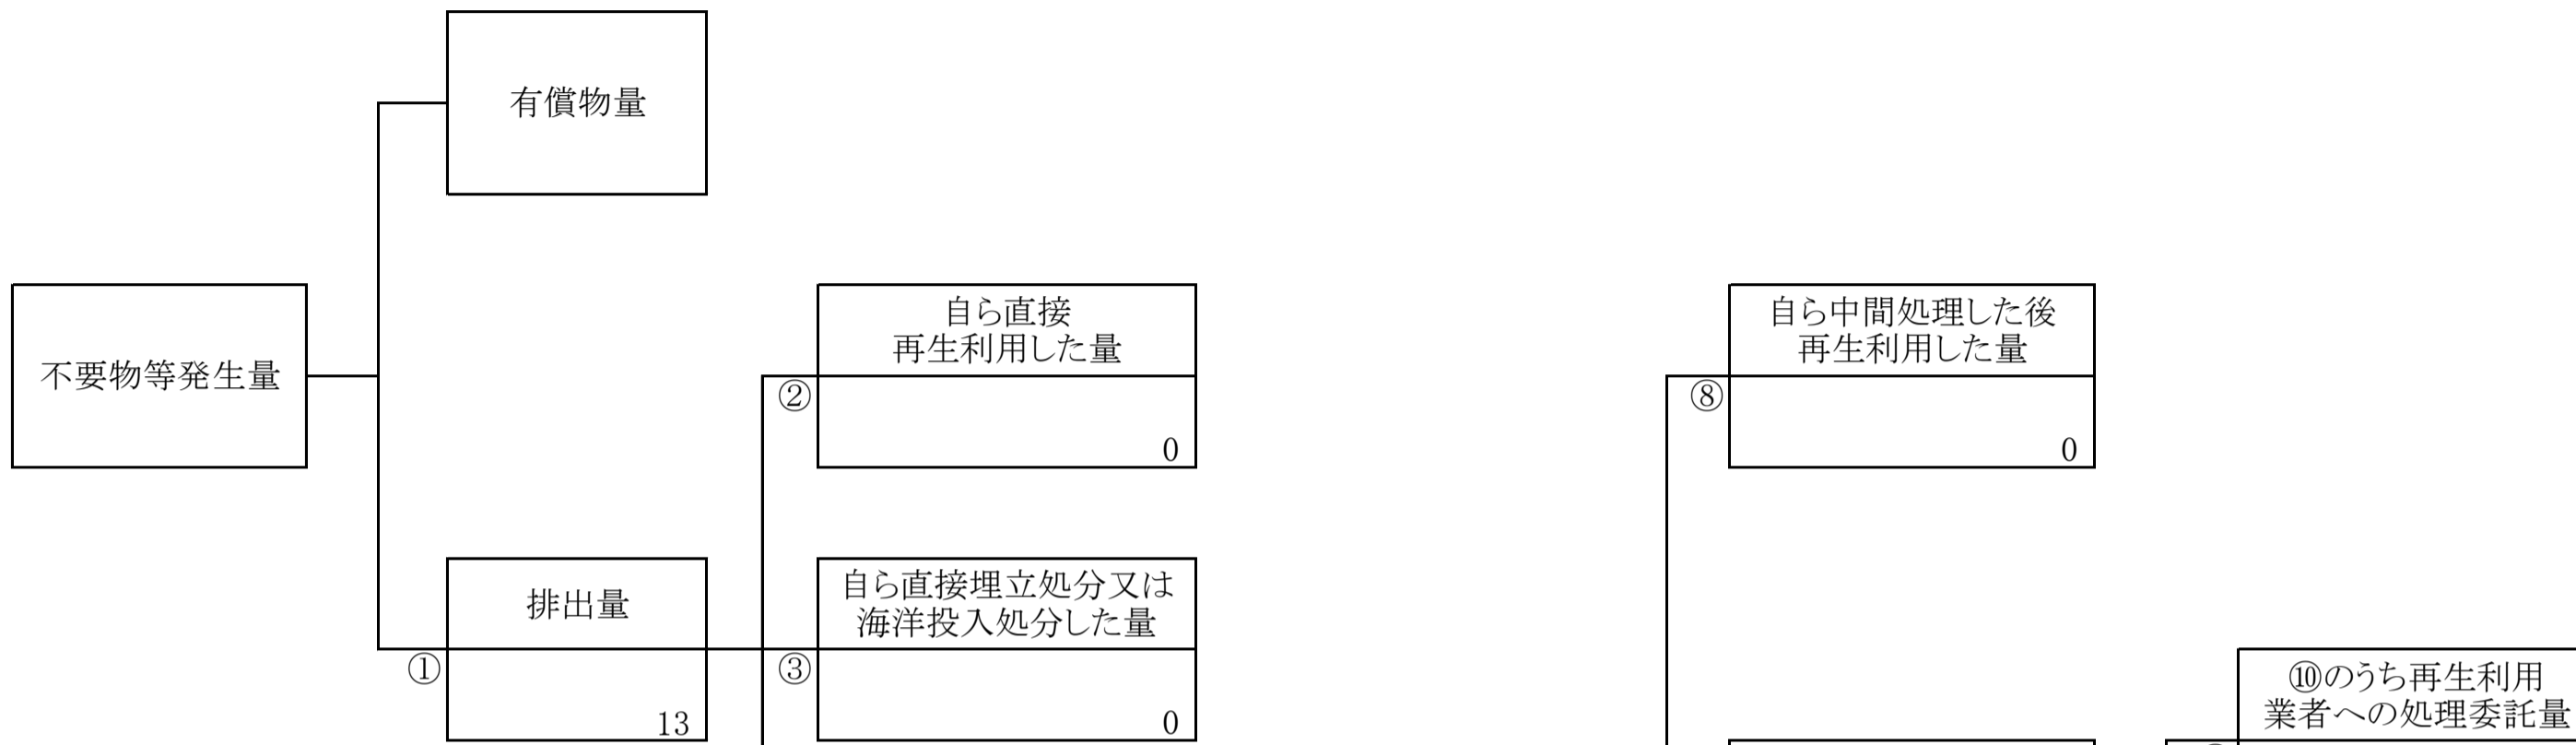 有償物量
不要物等発生量
自ら直接
再生利用した量
②
0
自ら中間処理した後
再生利用した量
⑧
0
排出量
①
13
自ら直接埋立処分又は
海洋投入処分した量
③
0
⑩のうち再生利用
業者への処理委託量